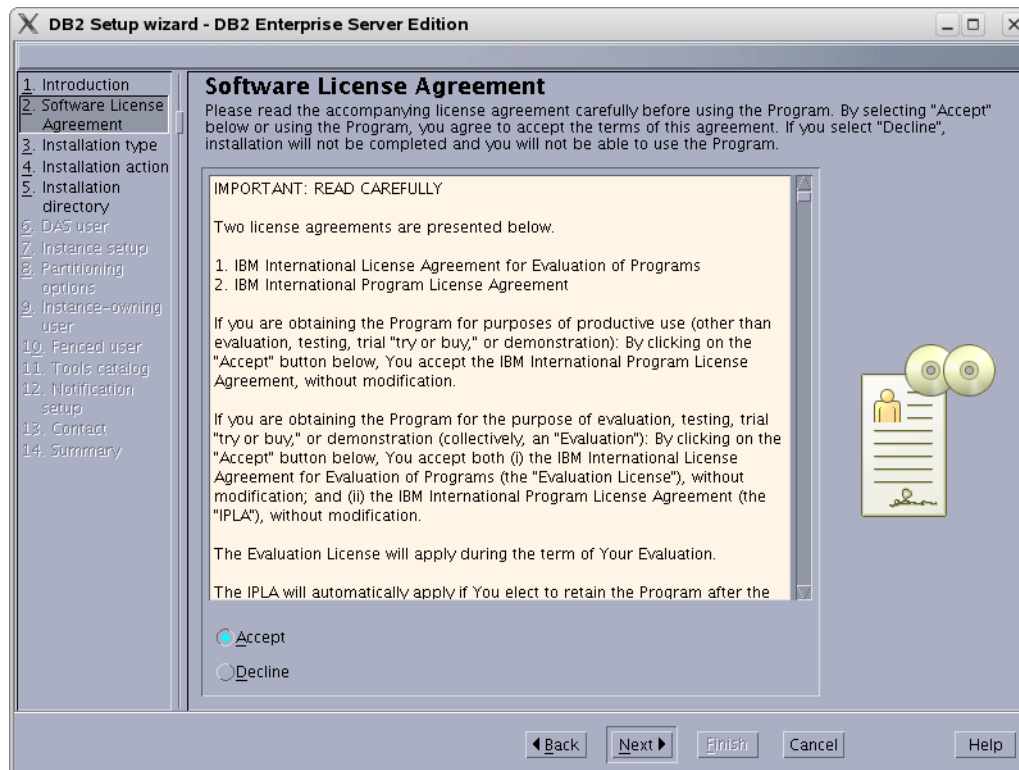 DB2 Setup wizard - DB2 Enterprise Server Edition
1. Introduction
2. Software License
Agreement
3. Installation type
4. Installation action
5. Installation
directory
6. DAS user
7. Instance setup
8. Partitioning
options
9. Instance-owning
user
10. Fenced user
11. Tools catalog
12. Notification
setup
13. Contact
14. Summary
Software License Agreement
Please read the accompanying license agreement carefully before using the Program. By selecting "Accept"
below or using the Program, you agree to accept the terms of this agreement. If you select "Decline",
installation will not be completed and you will not be able to use the Program.
IMPORTANT: READ CAREFULLY
Two license agreements are presented below.
1. IBM International License Agreement for Evaluation of Programs
2. IBM International Program License Agreement
If you are obtaining the Program for purposes of productive use (other than
evaluation, testing, trial "try or buy," or demonstration): By clicking on the
"Accept" button below, You accept the IBM International Program License
Agreement, without modification.
If you are obtaining the Program for the purpose of evaluation, testing, trial
"try or buy," or demonstration (collectively, an "Evaluation"): By clicking on the
"Accept" button below, You accept both (i) the IBM International License
Agreement for Evaluation of Programs (the "Evaluation License"), without
modification; and (ii) the IBM International Program License Agreement (the
"IPLA"), without modification.
The Evaluation License will apply during the term of Your Evaluation.
The IPLA will automatically apply if You elect to retain the Program after the
Accept
Decline
Back
Next
Finish
Cancel
Help